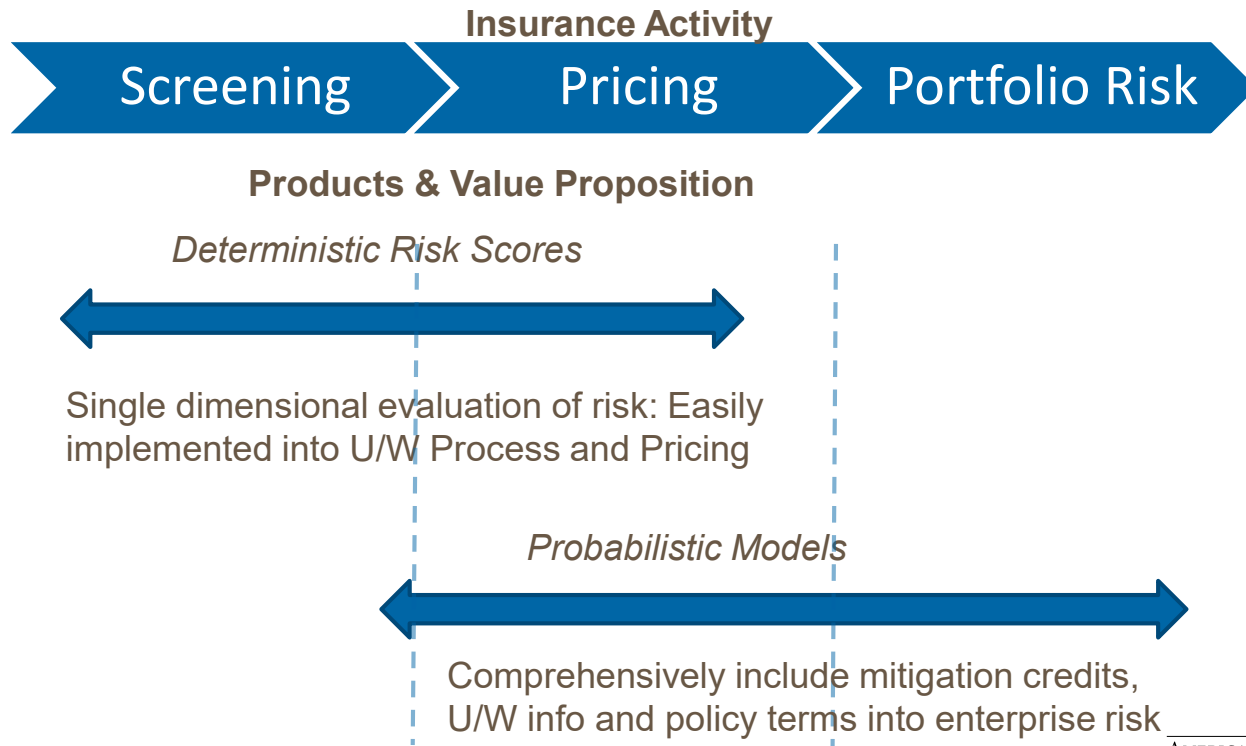 Insurance Activity
Screening
Pricing
Portfolio Risk
Products & Value Proposition
Deterministic Risk Scores
Single dimensional evaluation of risk: Easily
implemented into U/W Process and Pricing
Probabilistic Models
Comprehensively include mitigation credits,
U/W info and policy terms into enterprise risk